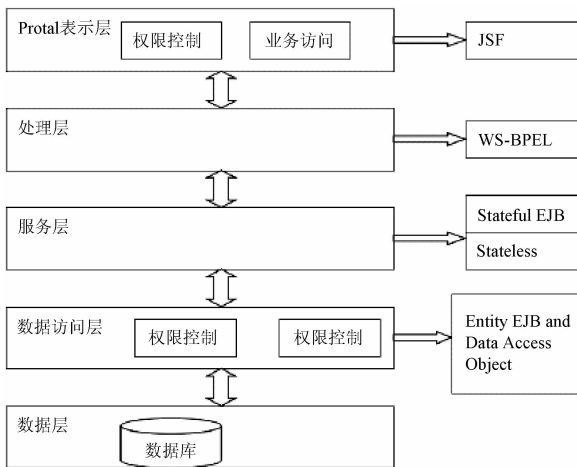 Protal表示层
权限控制
业务访问
JSF
处理层
WS-BPEL
服务层
Stateful EJB
Stateless
数据访问层
权限控制
权限控制
Entity EJB and
Data Access
Object
数据层
数据库